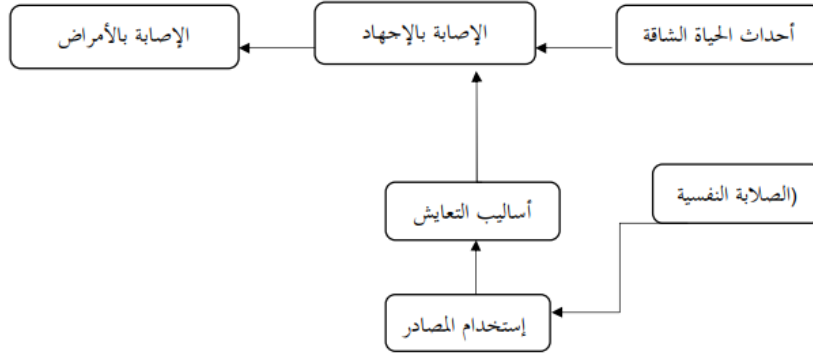 أحداث الحياة الشاقة
الإصابة بالإجهاد
الإصابة بالأمراض
(الصلابة النفسية
أساليب التعايش
إستخدام المصادر